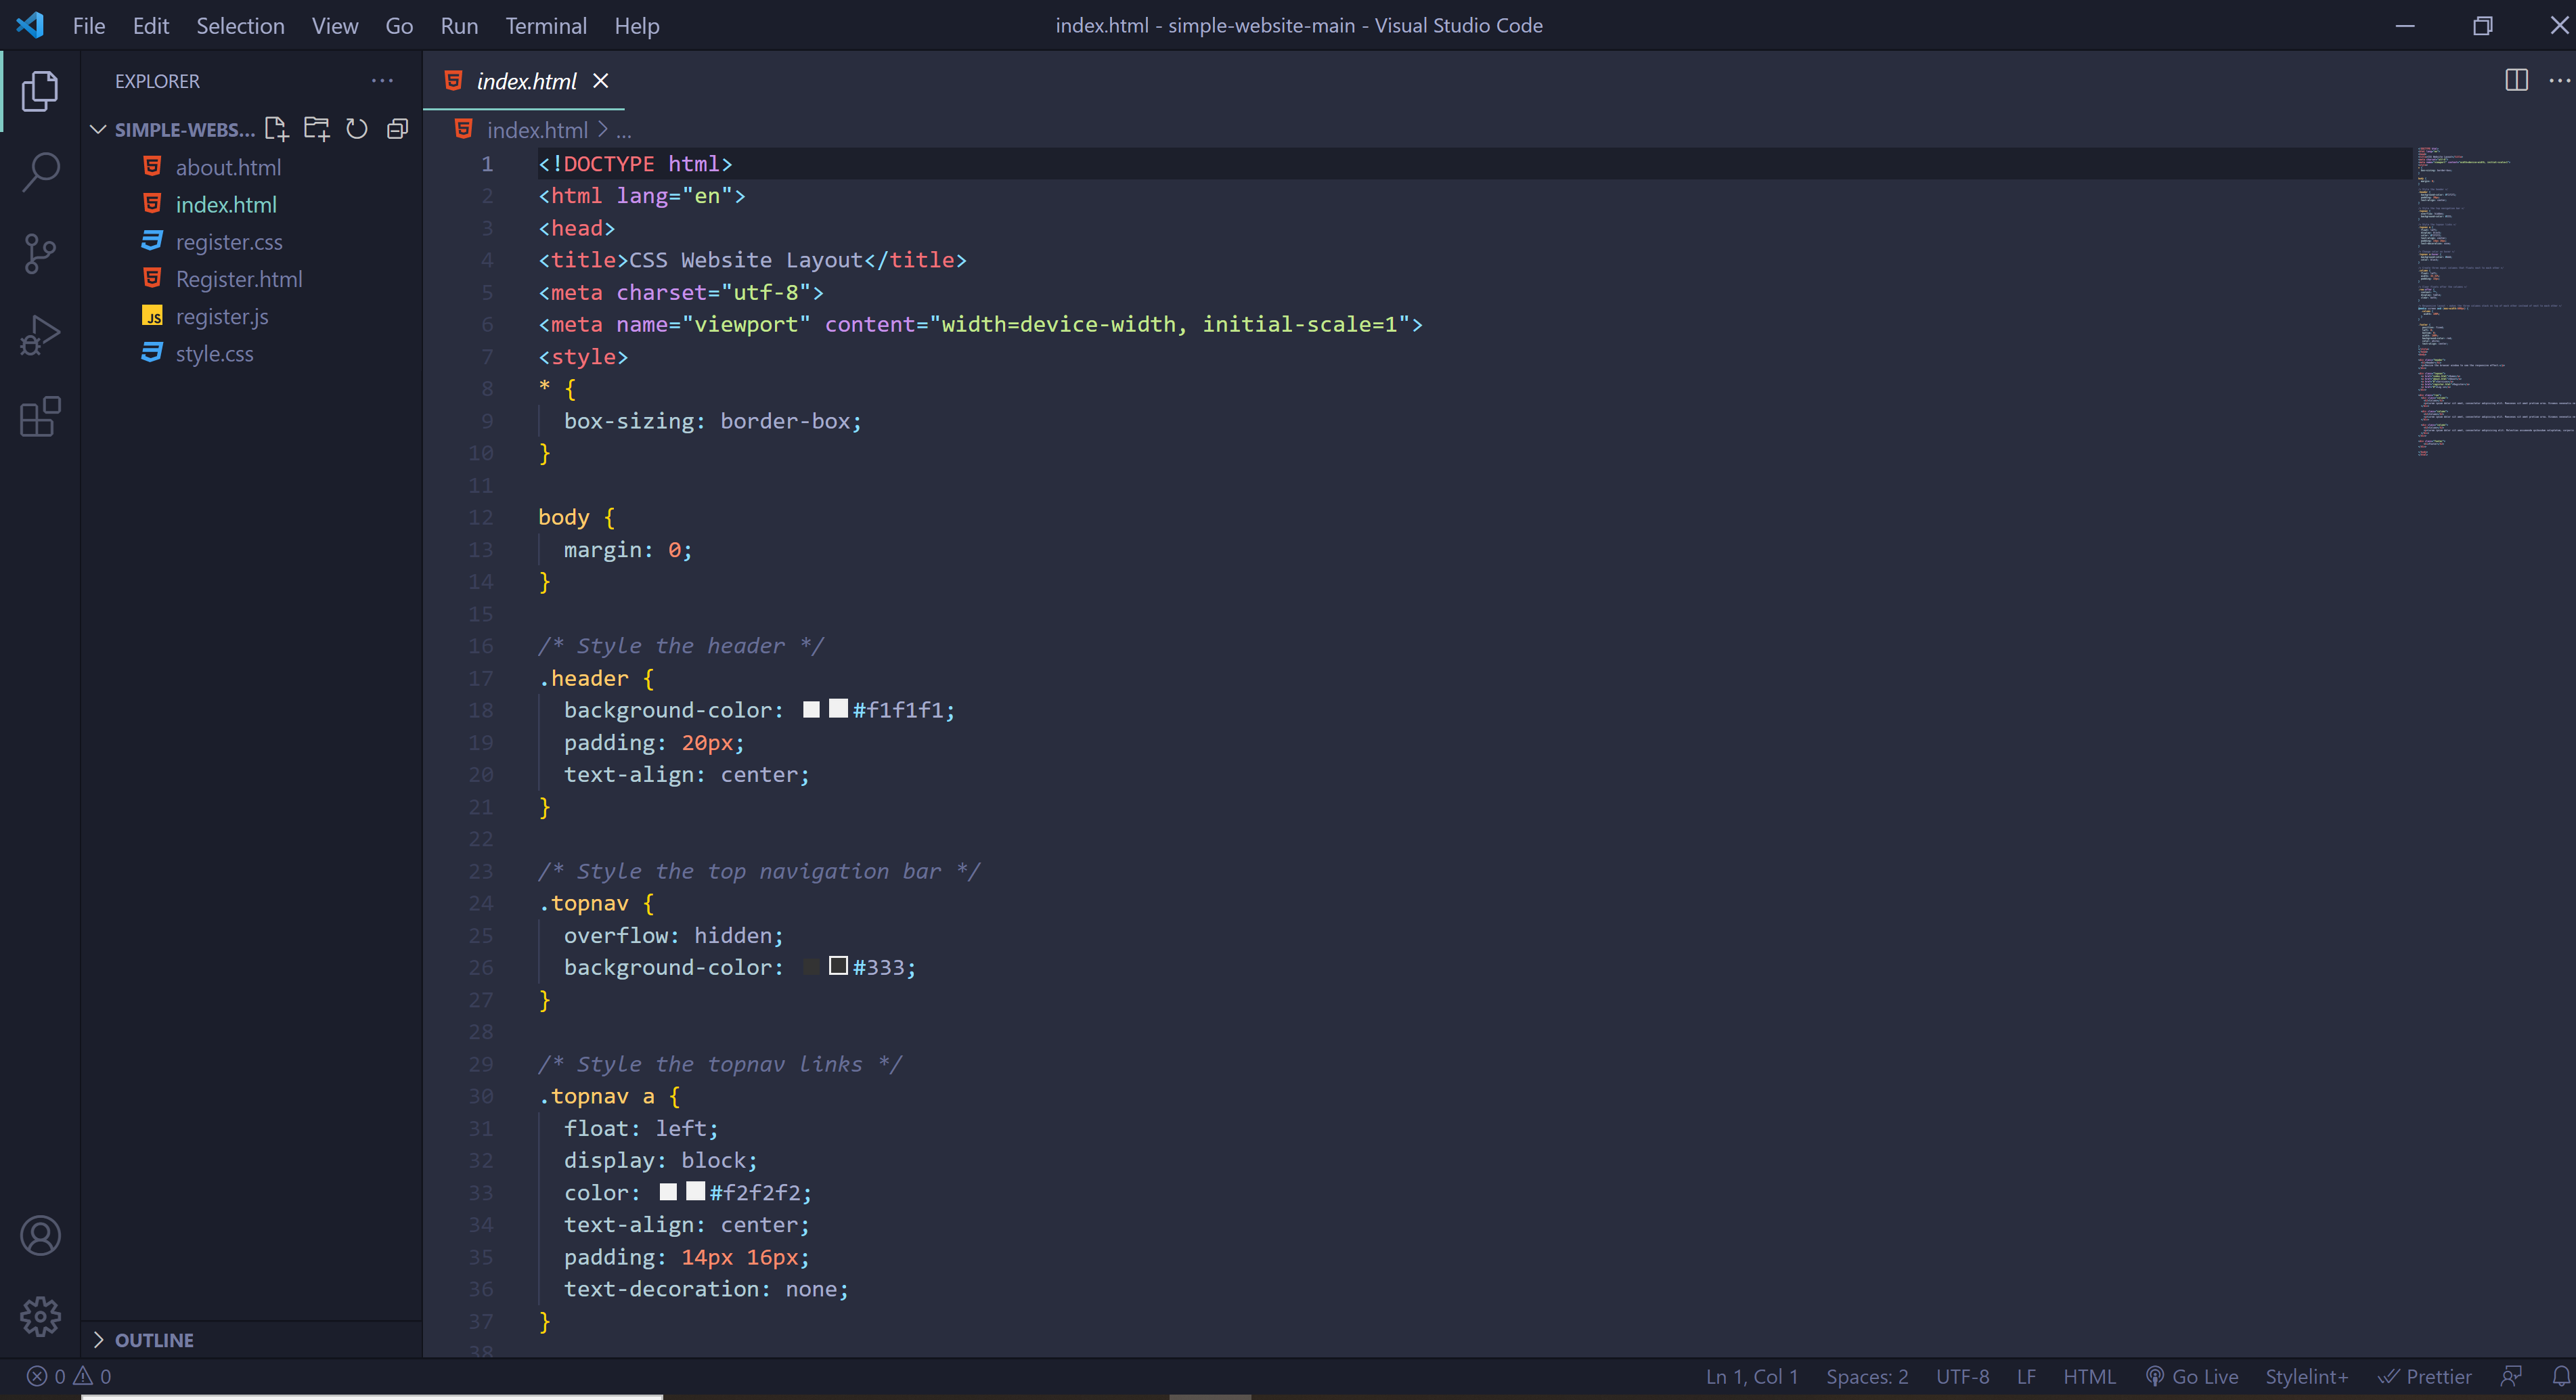 File Edit Selection View Go Run Terminal Help
index.html - simple-website-main - Visual Studio Code
EXPLORER
SIMPLE-WEBS...
about.html
index.html
register.css
Register.html
register.js
style.css
OUTLINE
index.html
index.html > ...
1 <!DOCTYPE html>
2 <html lang="en">
3 <head>
4 <title>CSS Website Layout</title>
5 <meta charset="utf-8">
6 <meta name="viewport" content="width=device-width, initial-scale=1">
7 <style>
8 * {
9   box-sizing: border-box;
10 }
11
12 body {
13   margin: 0;
14 }
15
16 /* Style the header */
17 .header {
18   background-color: #f1f1f1;
19   padding: 20px;
20   text-align: center;
21 }
22
23 /* Style the top navigation bar */
24 .topnav {
25   overflow: hidden;
26   background-color: #333;
27 }
28
29 /* Style the topnav links */
30 .topnav a {
31   float: left;
32   display: block;
33   color: #f2f2f2;
34   text-align: center;
35   padding: 14px 16px;
36   text-decoration: none;
37 }
38
0 0
Ln 1, Col 1 Spaces: 2 UTF-8 LF HTML Go Live Stylelint+ Prettier